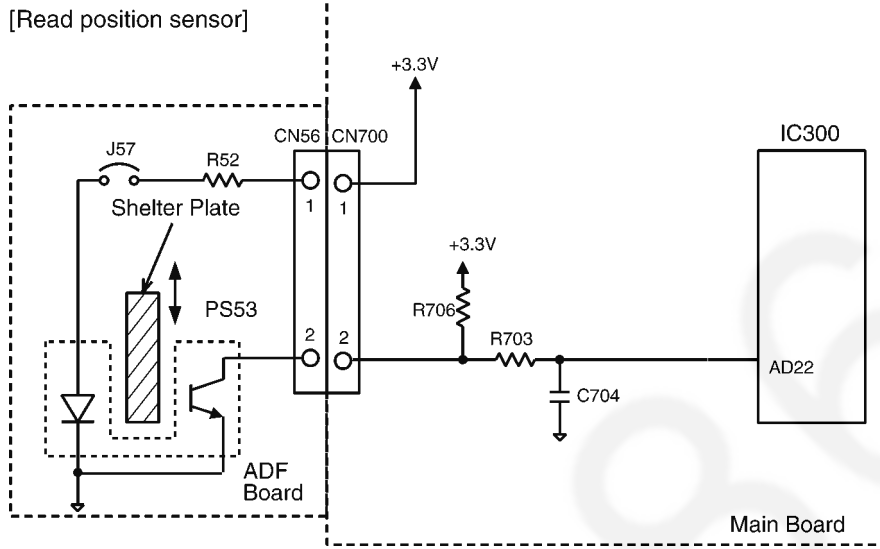 [Read position sensor]
+3.3V
CN56 CN700
IC300
J57
R52
1 1
Shelter Plate
+3.3V
PS53
R706
2 2
R703
AD22
C704
ADF
Board
Main Board